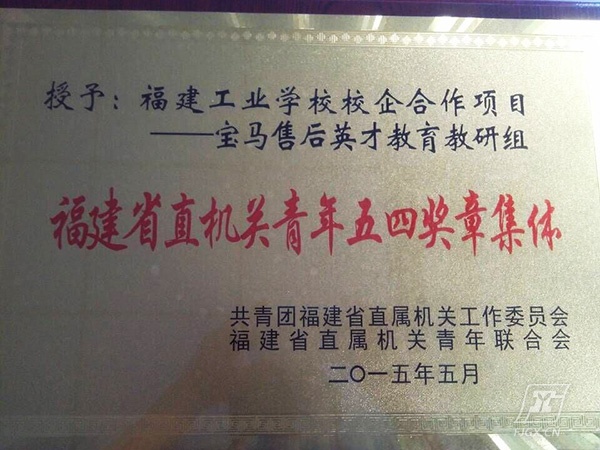 授予：福建工业学校校企合作项目
——宝马售后英才教育教研组
福建省直机关青年五四奖章集体
共青团福建省直属机关工作委员会
福建省直属机关青年联合会
二〇一五年五月
FJGX.CN